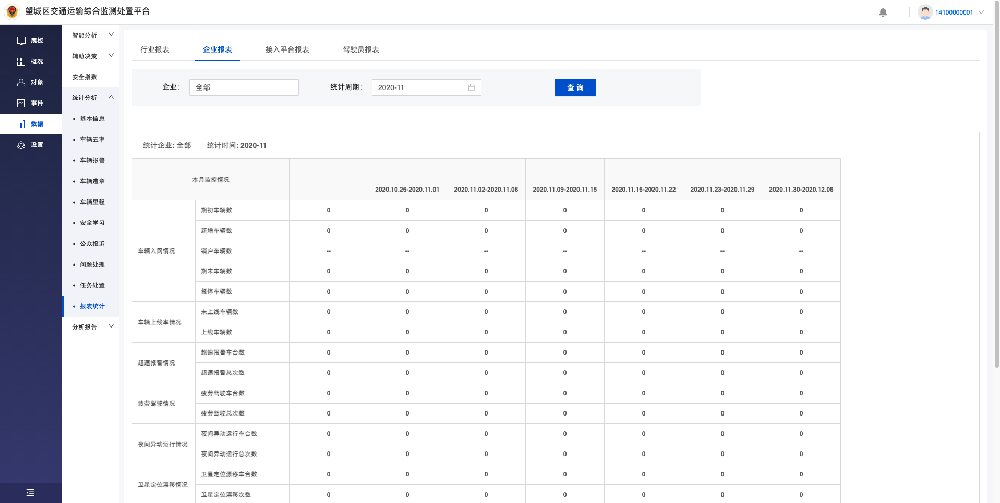 望城区交通运输综合监测处置平台
14100000001
展板
概况
对象
事件
数据
设置
智能分析
辅助决策
安全指数
统计分析
• 基本信息
• 车辆五率
• 车辆报警
• 车辆违章
• 车辆里程
• 安全学习
• 公众投诉
• 问题处理
• 任务处置
• 报表统计
分析报告
行业报表 企业报表 接入平台报表 驾驶员报表
企业: 全部 统计周期: 2020-11 查 询
统计企业: 全部 统计时间: 2020-11
本月监控情况 2020.10.26-2020.11.01 2020.11.02-2020.11.08 2020.11.09-2020.11.15 2020.11.16-2020.11.22 2020.11.23-2020.11.29 2020.11.30-2020.12.06
车辆入网情况
期初车辆数 0 0 0 0 0 0 0
新增车辆数 0 0 0 0 0 0 0
销户车辆数 -- -- -- -- -- -- --
期末车辆数 0 0 0 0 0 0 0
报停车辆数 0 0 0 0 0 0 0
车辆上线率情况
未上线车辆数 0 0 0 0 0 0 0
上线车辆数 0 0 0 0 0 0 0
超速报警情况
超速报警车台数 0 0 0 0 0 0 0
超速报警总次数 0 0 0 0 0 0 0
疲劳驾驶情况
疲劳驾驶车台数 0 0 0 0 0 0 0
疲劳驾驶总次数 0 0 0 0 0 0 0
夜间异动运行情况
夜间异动运行车台数 0 0 0 0 0 0 0
夜间异动运行总次数 0 0 0 0 0 0 0
卫星定位漂移情况
卫星定位漂移车台数 0 0 0 0 0 0 0
卫星定位漂移次数 0 0 0 0 0 0 0